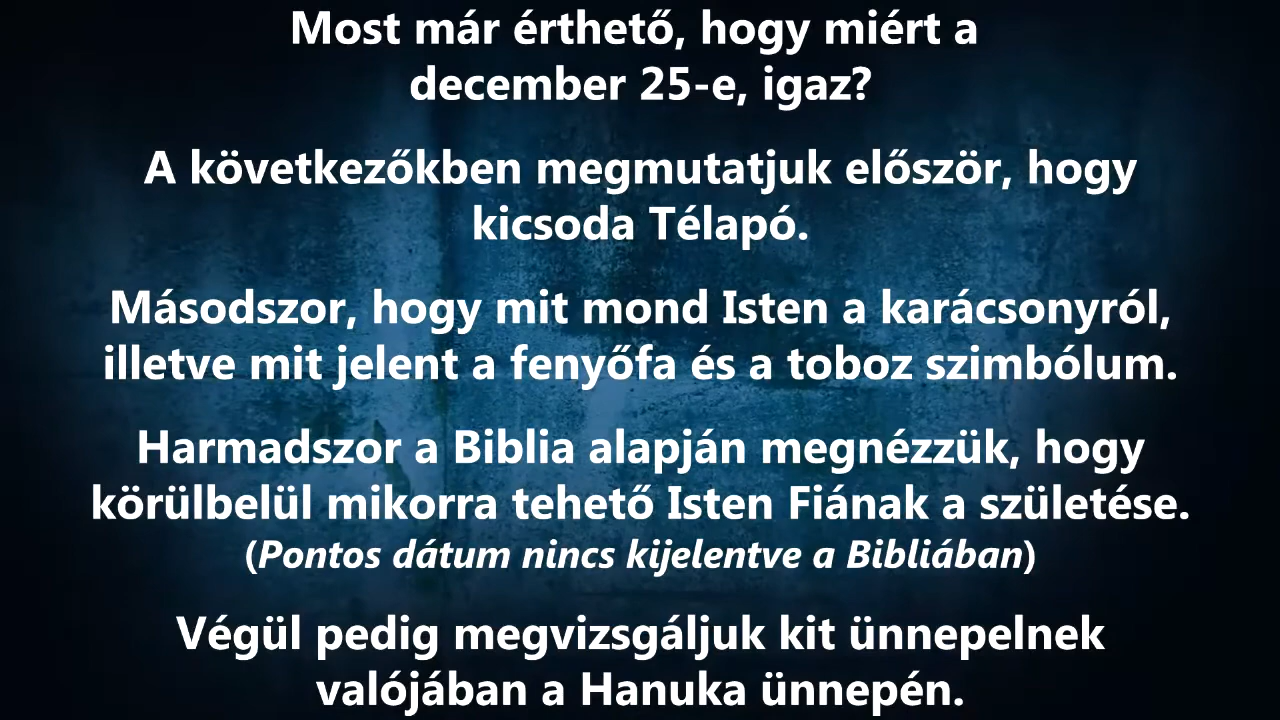 Most már érthető, hogy miért a
december 25-e, igaz?
A következőkben megmutatjuk először, hogy
kicsoda Télapó.
Másodszor, hogy mit mond Isten a karácsonyról,
illetve mit jelent a fenyőfa és a toboz szimbólum.
Harmadszor a Biblia alapján megnézzük, hogy
körülbelül mikorra tehető Isten Fiának a születése.
(Pontos dátum nincs kijelentve a Bibliában)
Végül pedig megvizsgáljuk kit ünnepelnek
valójában a Hanuka ünnepén.